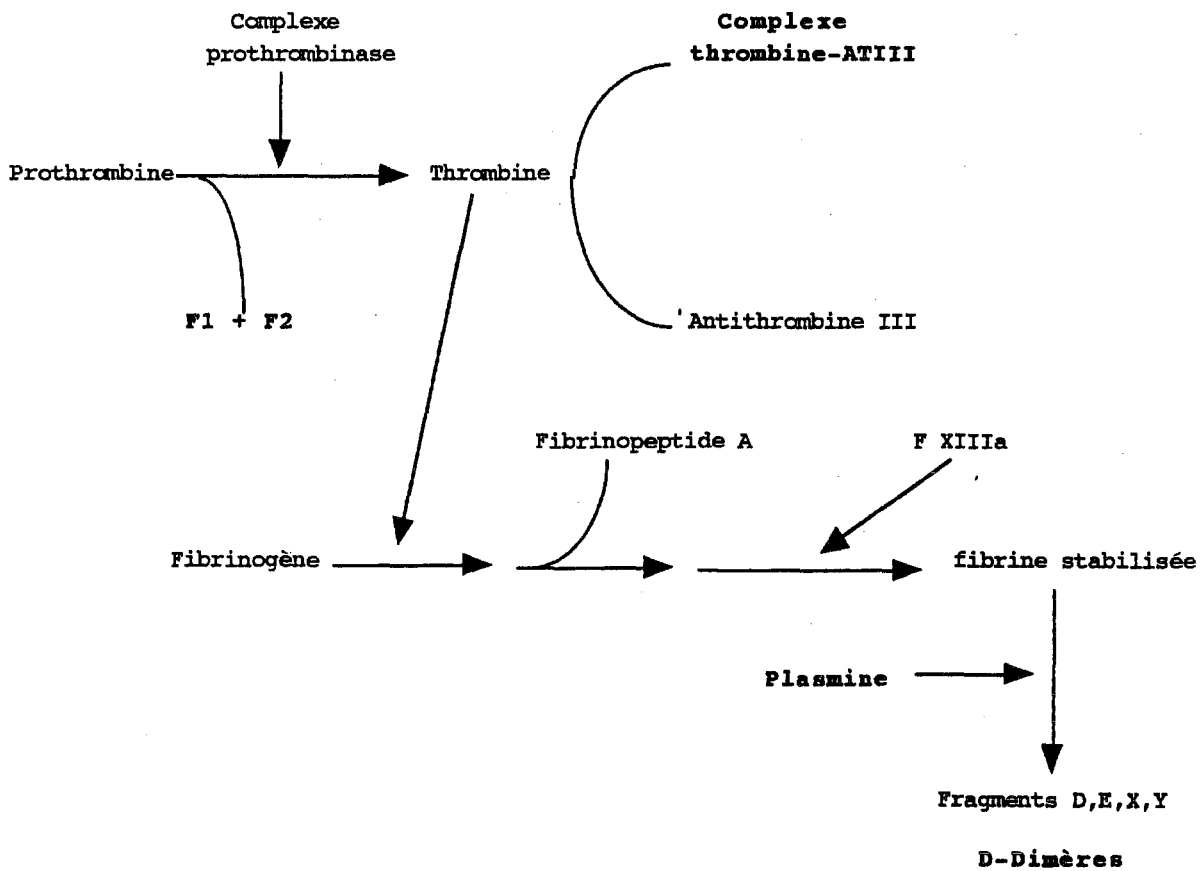 Complexe
prothrombinase
Complexe
thrombine-ATIII
Prothrombine
Thrombine
F1 + F2
'Antithrombine III
Fibrinopeptide A
F XIIIa
Fibrinogène
fibrine stabilisée
Plasmine
Fragments D,E,X,Y
D-Dimères